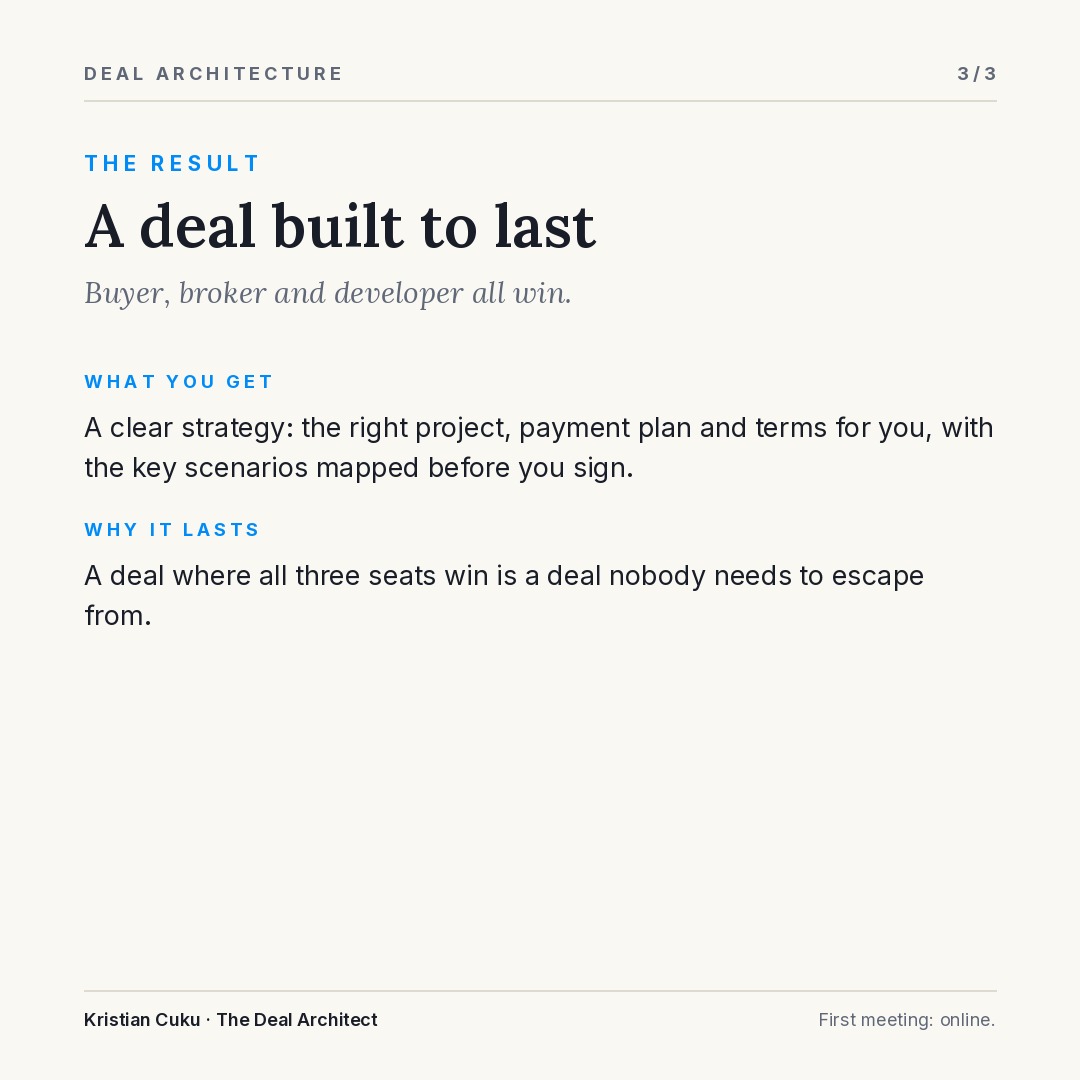 DEAL ARCHITECTURE
3/3
THE RESULT
A deal built to last
Buyer, broker and developer all win.
WHAT YOU GET
A clear strategy: the right project, payment plan and terms for you, with
the key scenarios mapped before you sign.
WHY IT LASTS
A deal where all three seats win is a deal nobody needs to escape
from.
Kristian Cuku · The Deal Architect
First meeting: online.